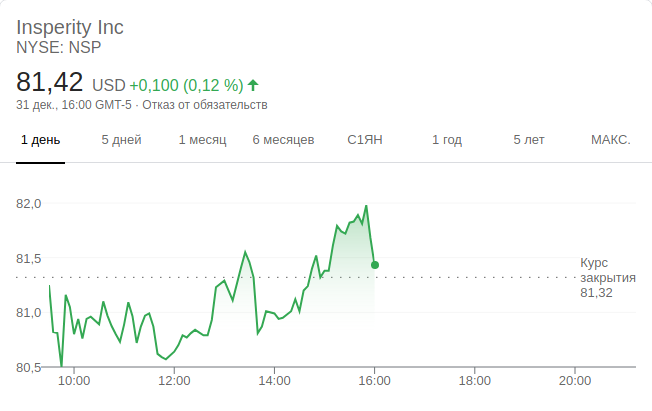 Insperity Inc
NYSE: NSP
81,42 USD +0,100 (0,12 %)
31 дек., 16:00 GMT-5 · Отказ от обязательств
1 день 5 дней 1 месяц 6 месяцев С1ЯН 1 год 5 лет МАКС.
82,0
81,5
Курс
закрытия
81,32
81,0
80,5
10:00 12:00 14:00 16:00 18:00 20:00